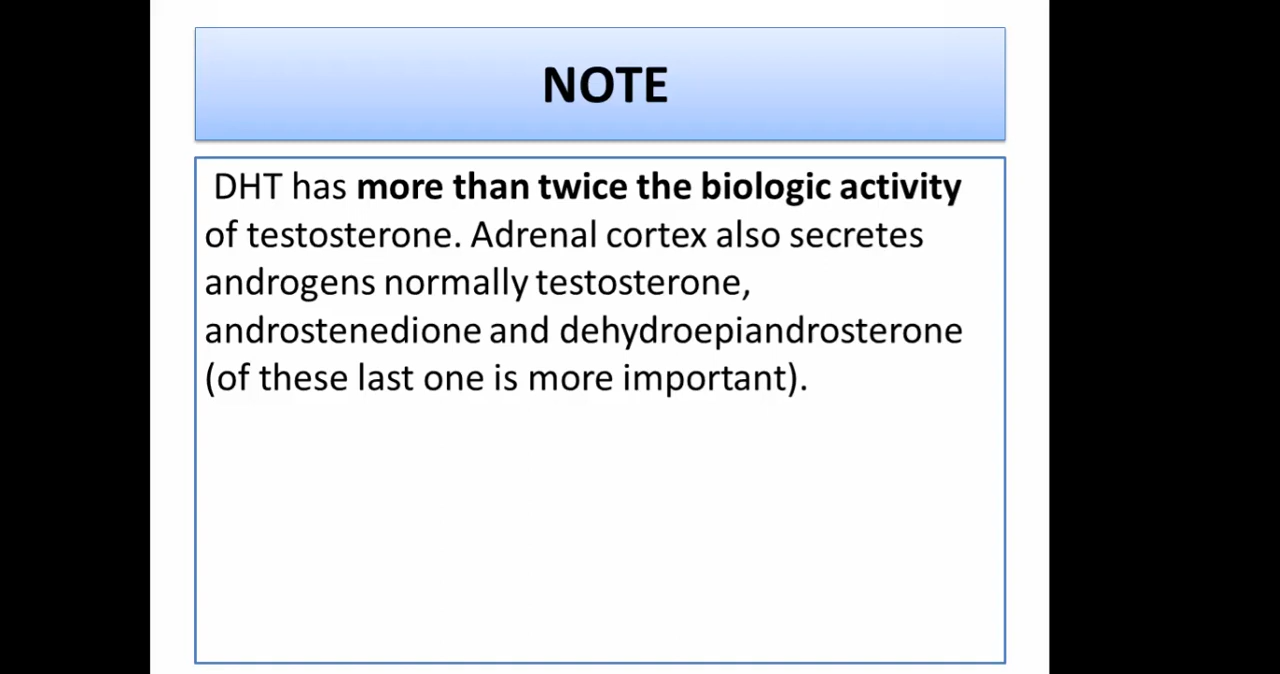 NOTE
DHT has more than twice the biologic activity
of testosterone. Adrenal cortex also secretes
androgens normally testosterone,
androstenedione and dehydroepiandrosterone
(of these last one is more important).